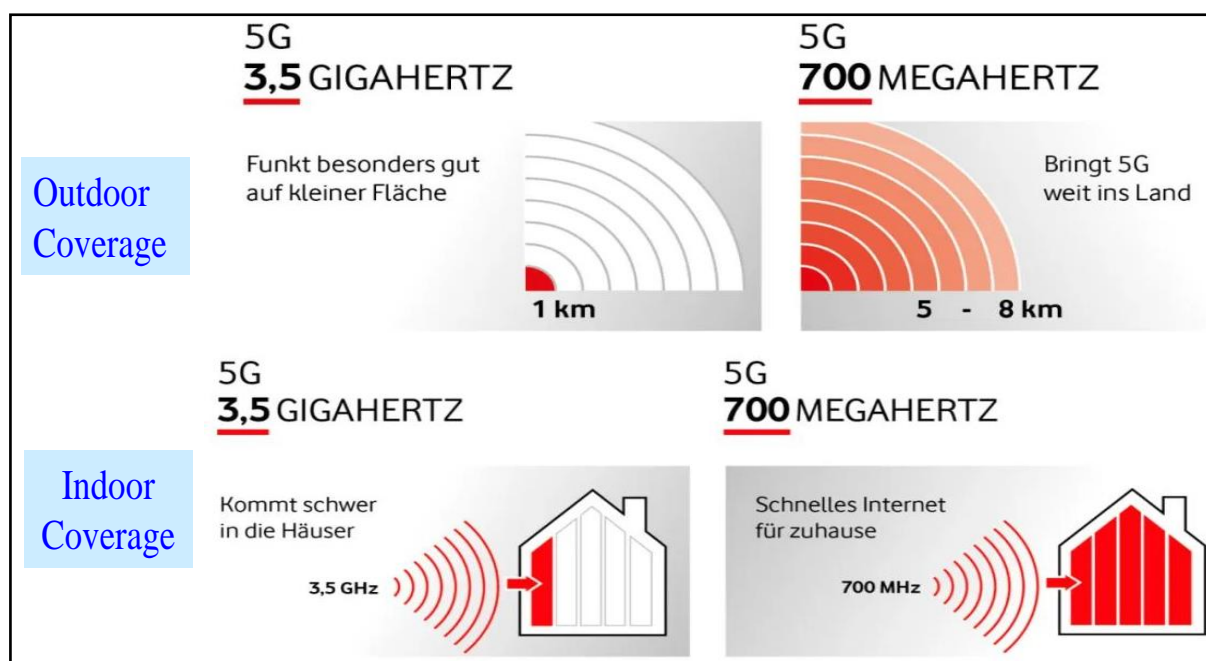 5G
3,5 GIGAHERTZ
Funkt besonders gut
auf kleiner Fläche
1 km
5G
700 MEGAHERTZ
Bringt 5G
weit ins Land
5 - 8 km
Outdoor
Coverage
5G
3,5 GIGAHERTZ
Kommt schwer
in die Häuser
3,5 GHz
5G
700 MEGAHERTZ
Schnelles Internet
für zuhause
700 MHz
Indoor
Coverage